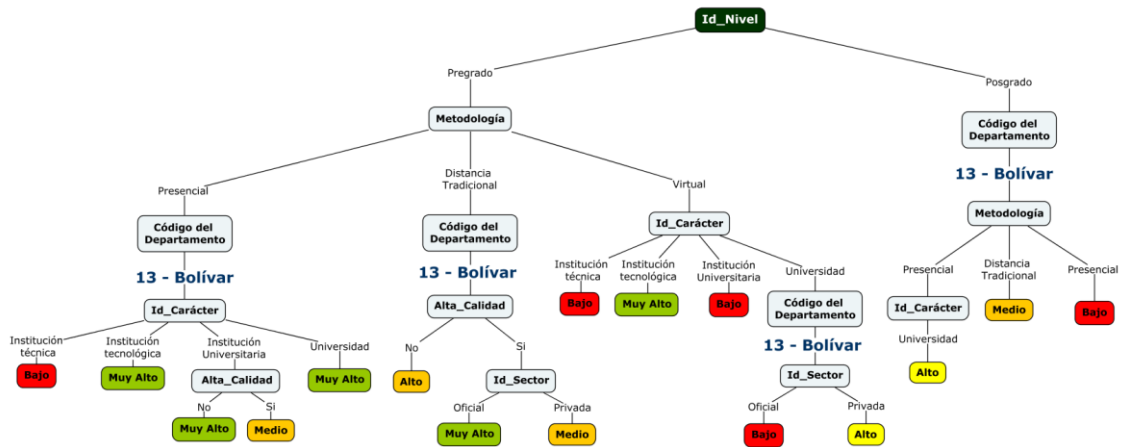 Id_Nivel
Pregrado
Posgrado
Metodología
Código del
Departamento
13 - Bolívar
Presencial
Distancia
Tradicional
Virtual
Código del
Departamento
13 - Bolívar
Código del
Departamento
13 - Bolívar
Id_Carácter
Metodología
Institución
técnica
Institución
tecnológica
Institución
Universitaria
Universidad
Presencial
Distancia
Tradicional
Presencial
Id_Carácter
Alta_Calidad
Bajo
Muy Alto
Bajo
Código del
Departamento
13 - Bolívar
Id_Carácter
Medio
Bajo
Institución
técnica
Institución
tecnológica
Institución
Universitaria
Universidad
No
Si
Universidad
Bajo
Muy Alto
Alta_Calidad
Muy Alto
Alto
Id_Sector
Id_Sector
Alto
No
Si
Oficial
Privada
Oficial
Privada
Muy Alto
Medio
Muy Alto
Medio
Bajo
Alto